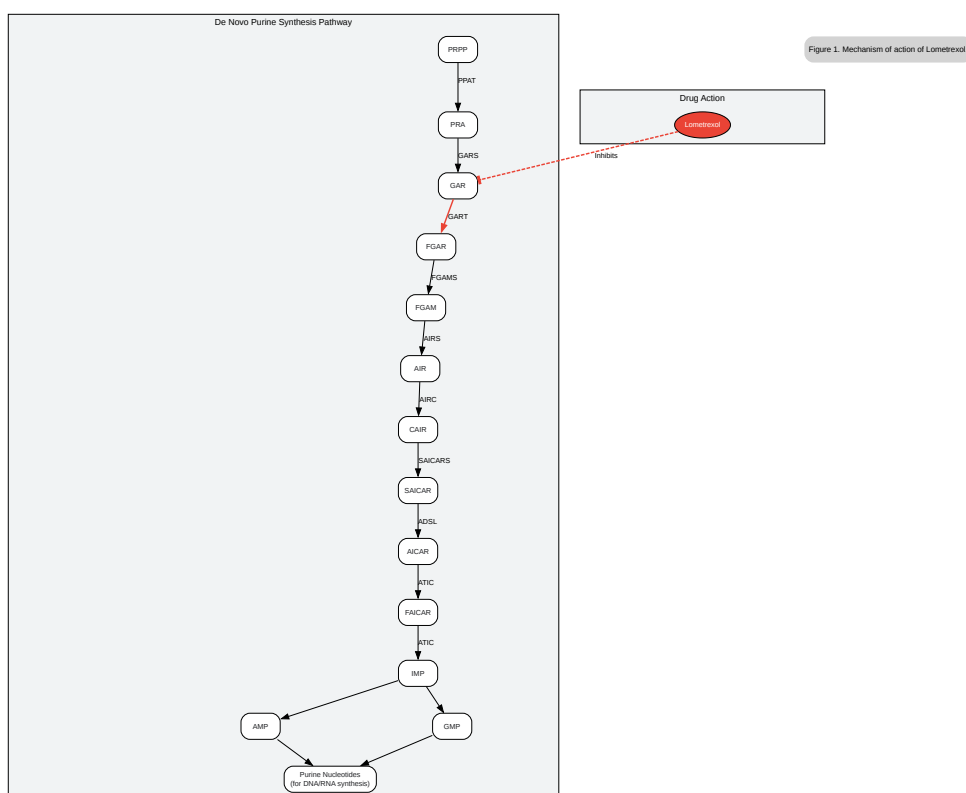 De Novo Purine Synthesis Pathway
PRPP
Figure 1. Mechanism of action of Lometrexol
PPAT
Drug Action
PRA
Lometrexol
GARS
Inhibits
GAR
GART
FGAR
FGAMS
FGAM
AIRS
AIR
AIRC
CAIR
SAICARS
SAICAR
ADSL
AICAR
ATIC
FAICAR
ATIC
IMP
AMP
GMP
Purine Nucleotides
(for DNA/RNA synthesis)